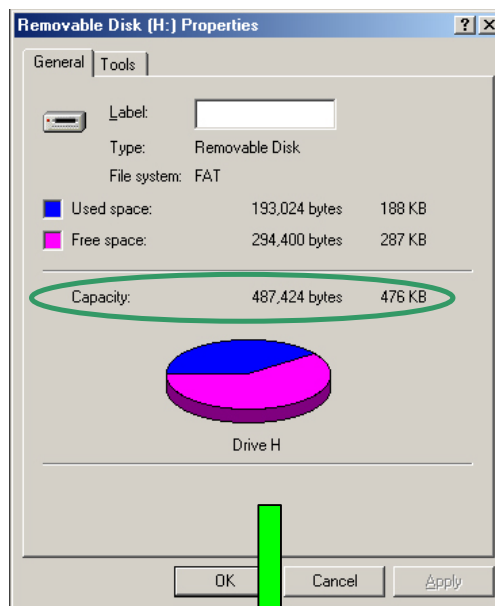 Removable Disk (H:) Properties
General Tools
Label:
Type: Removable Disk
File system: FAT
Used space: 193,024 bytes 188 KB
Free space: 294,400 bytes 287 KB
Capacity: 487,424 bytes 476 KB
Drive H
OK Cancel Apply